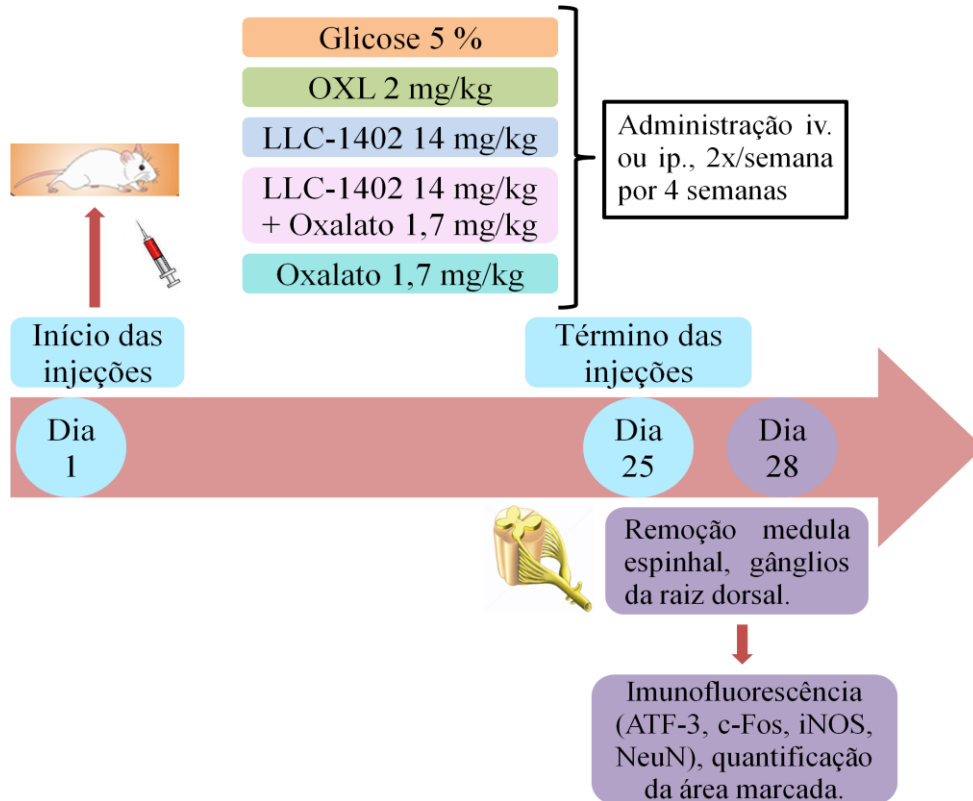 Glicose 5 %
OXL 2 mg/kg
LLC-1402 14 mg/kg
LLC-1402 14 mg/kg
+ Oxalato 1,7 mg/kg
Oxalato 1,7 mg/kg
Administração iv.
ou ip., 2x/semana
por 4 semanas
Início das
injeções
Término das
injeções
Dia
1
Dia
25
Dia
28
Remoção medula
espinhal, gânglios
da raiz dorsal.
Imunofluorescência
(ATF-3, c-Fos, iNOS,
NeuN), quantificação
da área marcada.